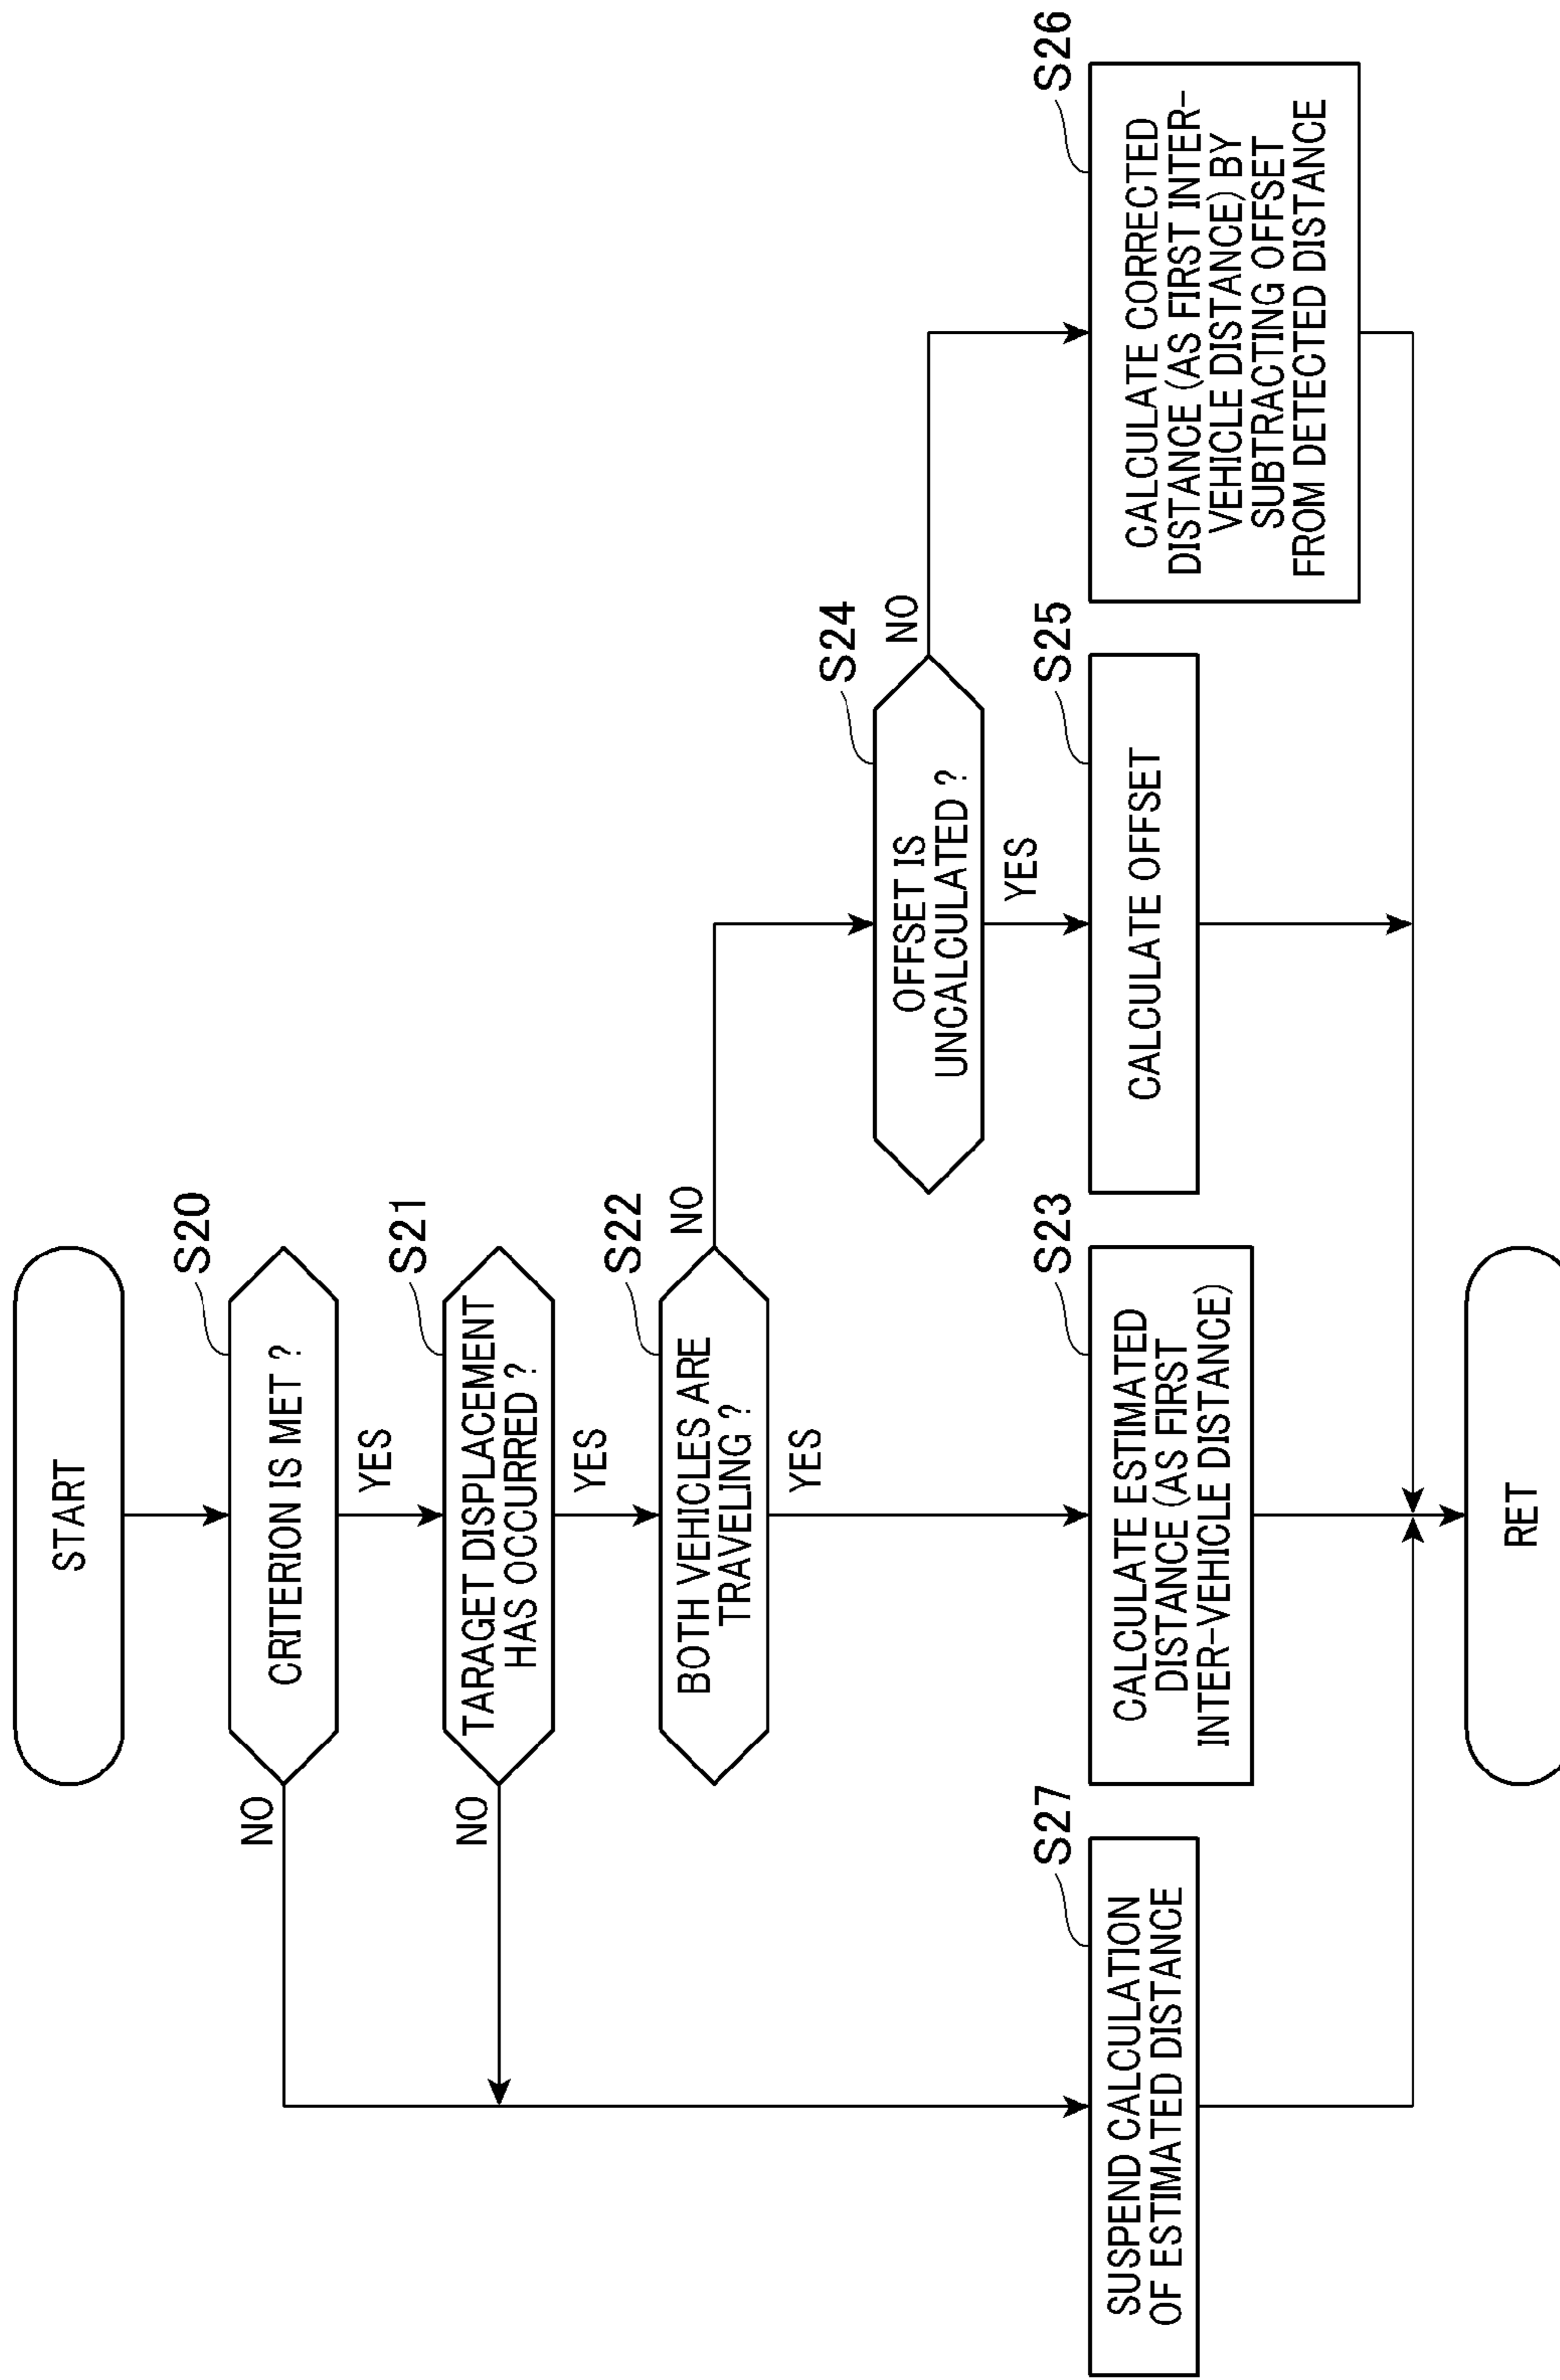 START
S20
CRITERION IS MET ?
NO
YES
S21
TARAGET DISPLACEMENT
HAS OCCURRED ?
NO
YES
S22
BOTH VEHICLES ARE
TRAVELING ?
NO
YES
S24
OFFSET IS
UNCALCULATED ?
NO
YES
S27
SUSPEND CALCULATION
OF ESTIMATED DISTANCE
S23
CALCULATE ESTIMATED
DISTANCE (AS FIRST
INTER-VEHICLE DISTANCE)
S25
CALCULATE OFFSET
S26
CALCULATE CORRECTED
DISTANCE (AS FIRST INTER-
VEHICLE DISTANCE) BY
SUBTRACTING OFFSET
FROM DETECTED DISTANCE
RET